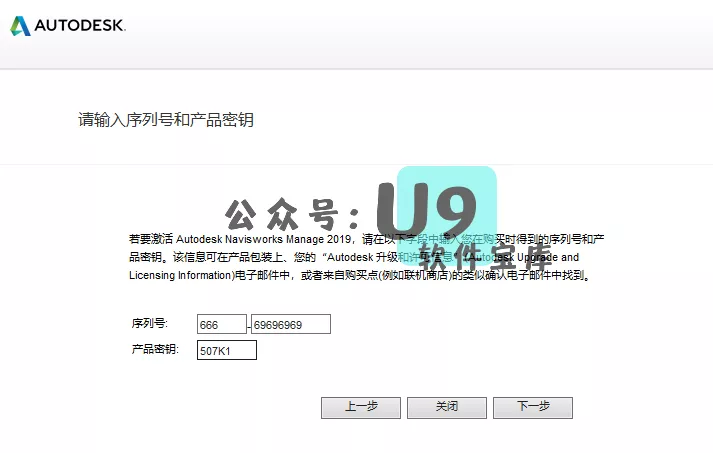 AUTODESK.
请输入序列号和产品密钥
公众号:U9
软件宝库
若要激活 Autodesk Navisworks Manage 2019，请在以下字段中输入您在购买时得到的序列号和产
品密钥。该信息可在产品包装上、您的“Autodesk 升级和许可信息”(Autodesk Upgrade and
Licensing Information)电子邮件中，或者来自购买点(例如联机商店)的类似确认电子邮件中找到。
序列号: 666 - 69696969
产品密钥: 507K1
上一步 关闭 下一步